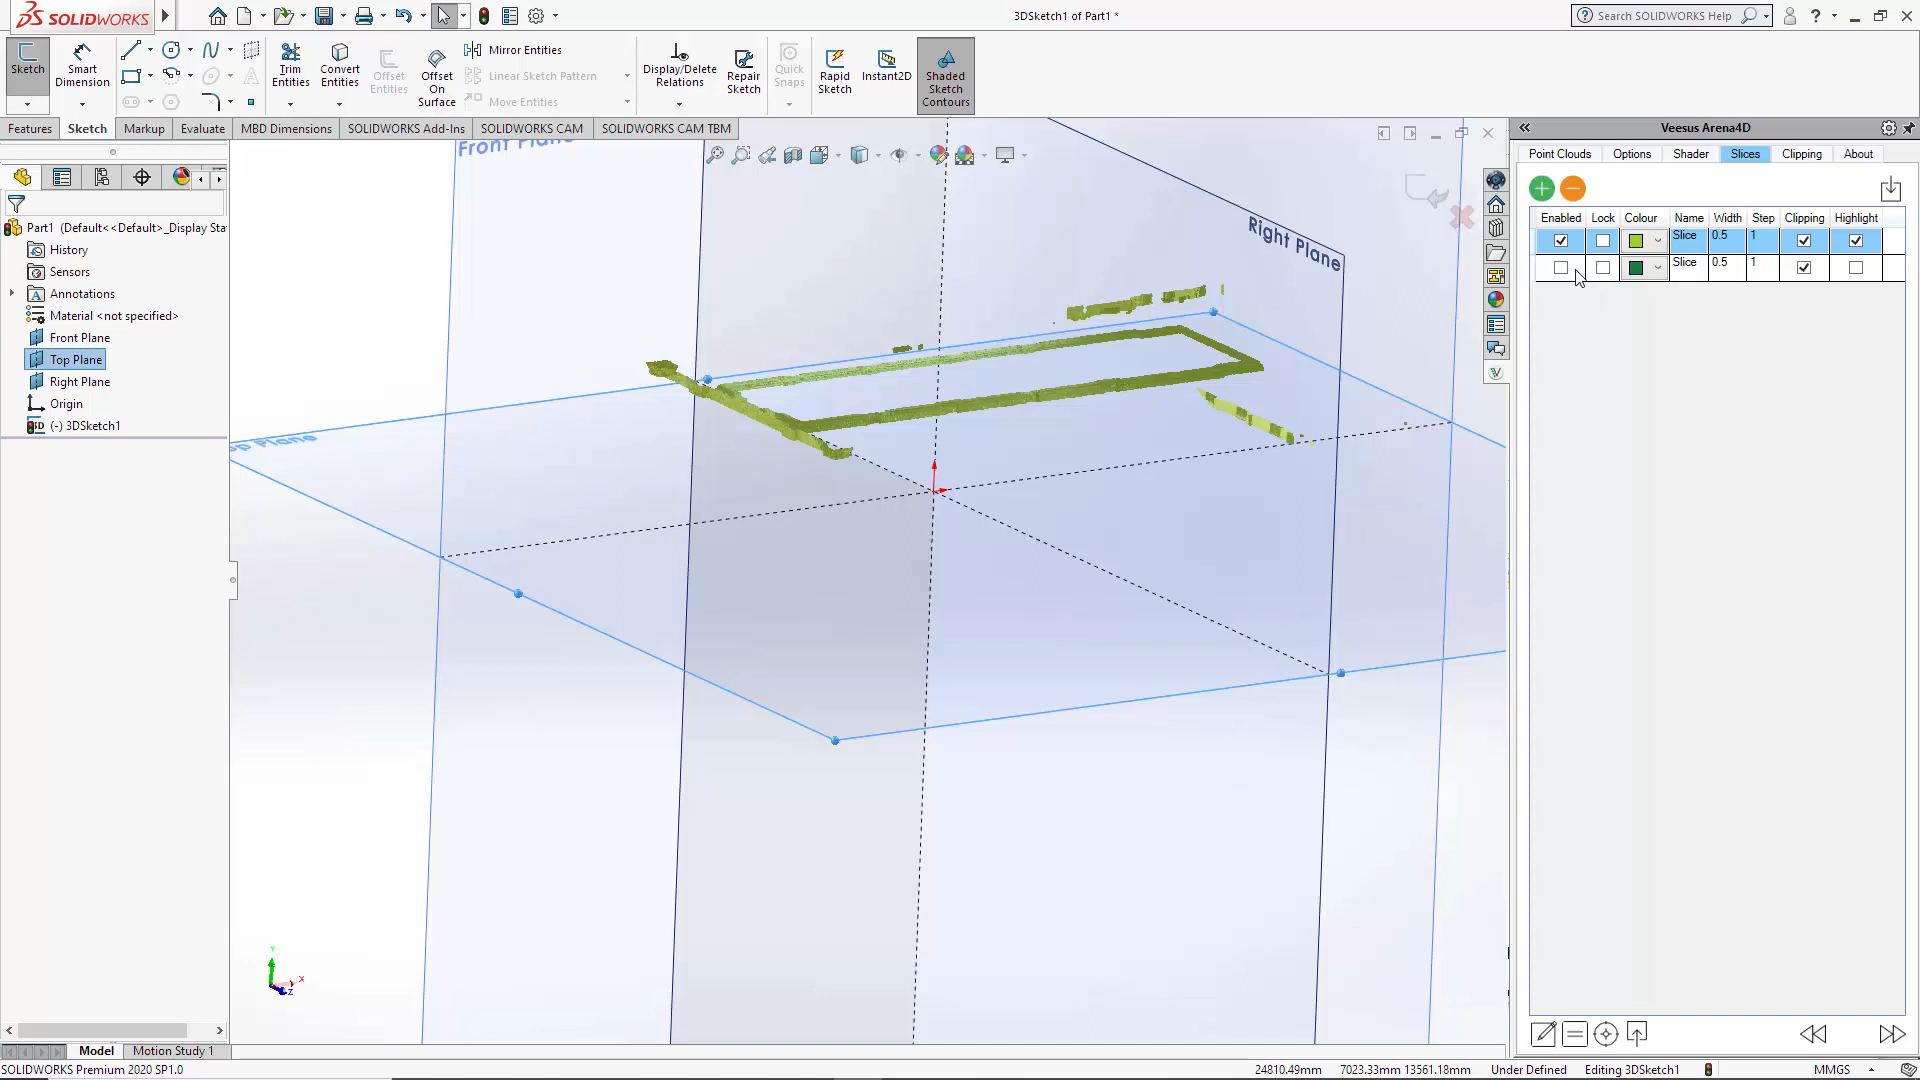 SOLIDWORKS
3DSketch1 of Part1 *
Search SOLIDWORKS Help
Sketch
Smart Dimension
Trim Entities
Convert Entities
Offset Entities
Offset On Surface
Mirror Entities
Linear Sketch Pattern
Move Entities
Display/Delete Relations
Repair Sketch
Quick Snaps
Rapid Sketch
Instant2D
Shaded Sketch Contours
Features
Sketch
Markup
Evaluate
MBD Dimensions
SOLIDWORKS Add-Ins
SOLIDWORKS CAM
SOLIDWORKS CAM TBM
Veesus Arena4D
Point Clouds
Options
Shader
Slices
Clipping
About
Enabled Lock Colour Name Width Step Clipping Highlight
Slice 0.5 1
Slice 0.5 1
Part1 (Default<<Default>_Display Sta
History
Sensors
Annotations
Material <not specified>
Front Plane
Top Plane
Right Plane
Origin
(-) 3DSketch1
Front Plane
Right Plane
op Plane
Y
X
Z
Model
Motion Study 1
SOLIDWORKS Premium 2020 SP1.0
24810.49mm
7023.33mm 13561.18mm
Under Defined
Editing 3DSketch1
MMGS